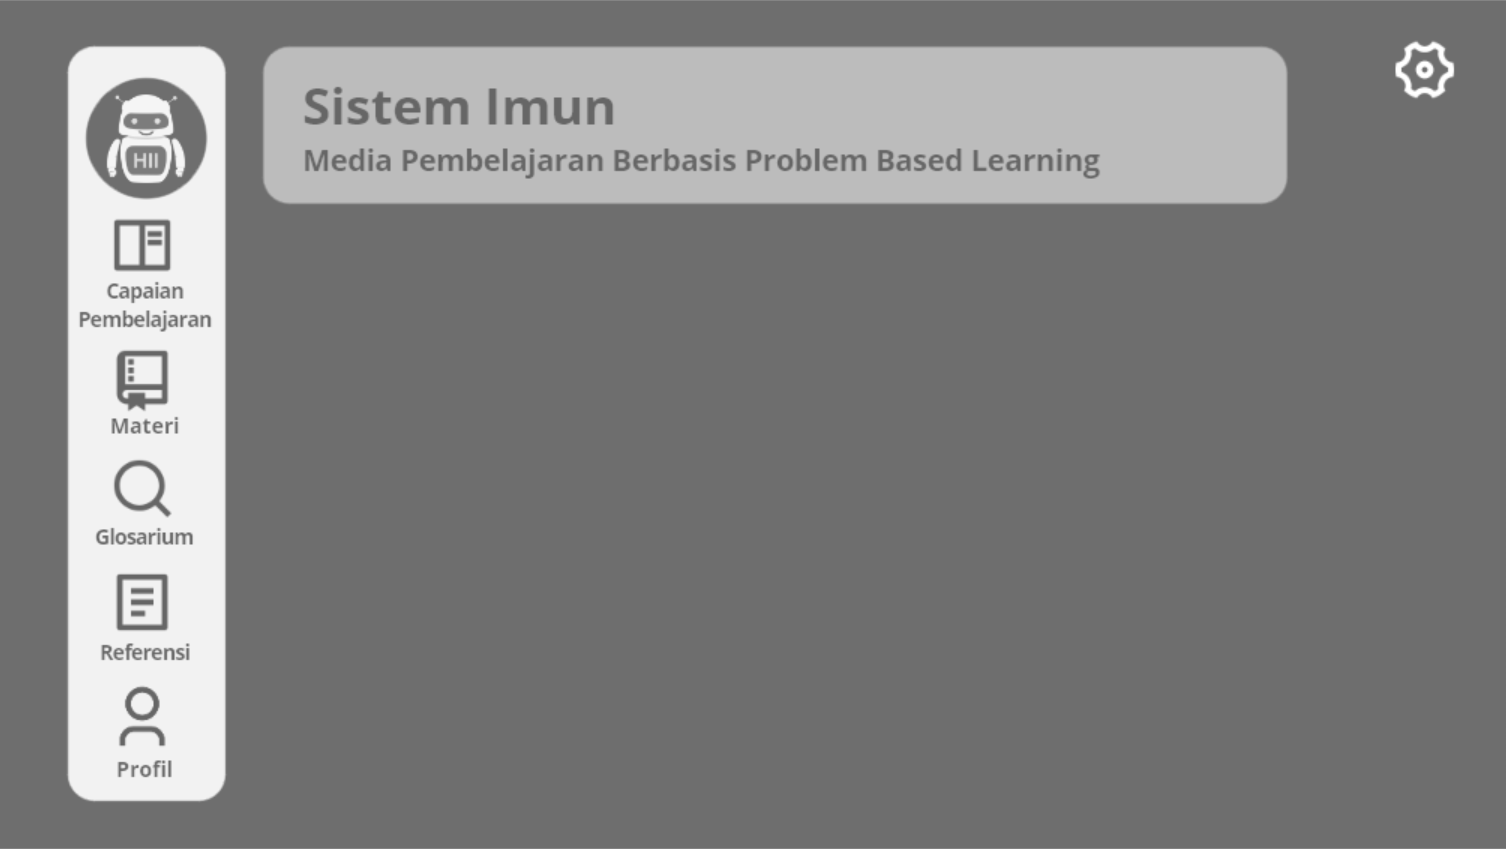 Sistem Imun
Media Pembelajaran Berbasis Problem Based Learning
HII
Capaian
Pembelajaran
Materi
Glosarium
Referensi
Profil